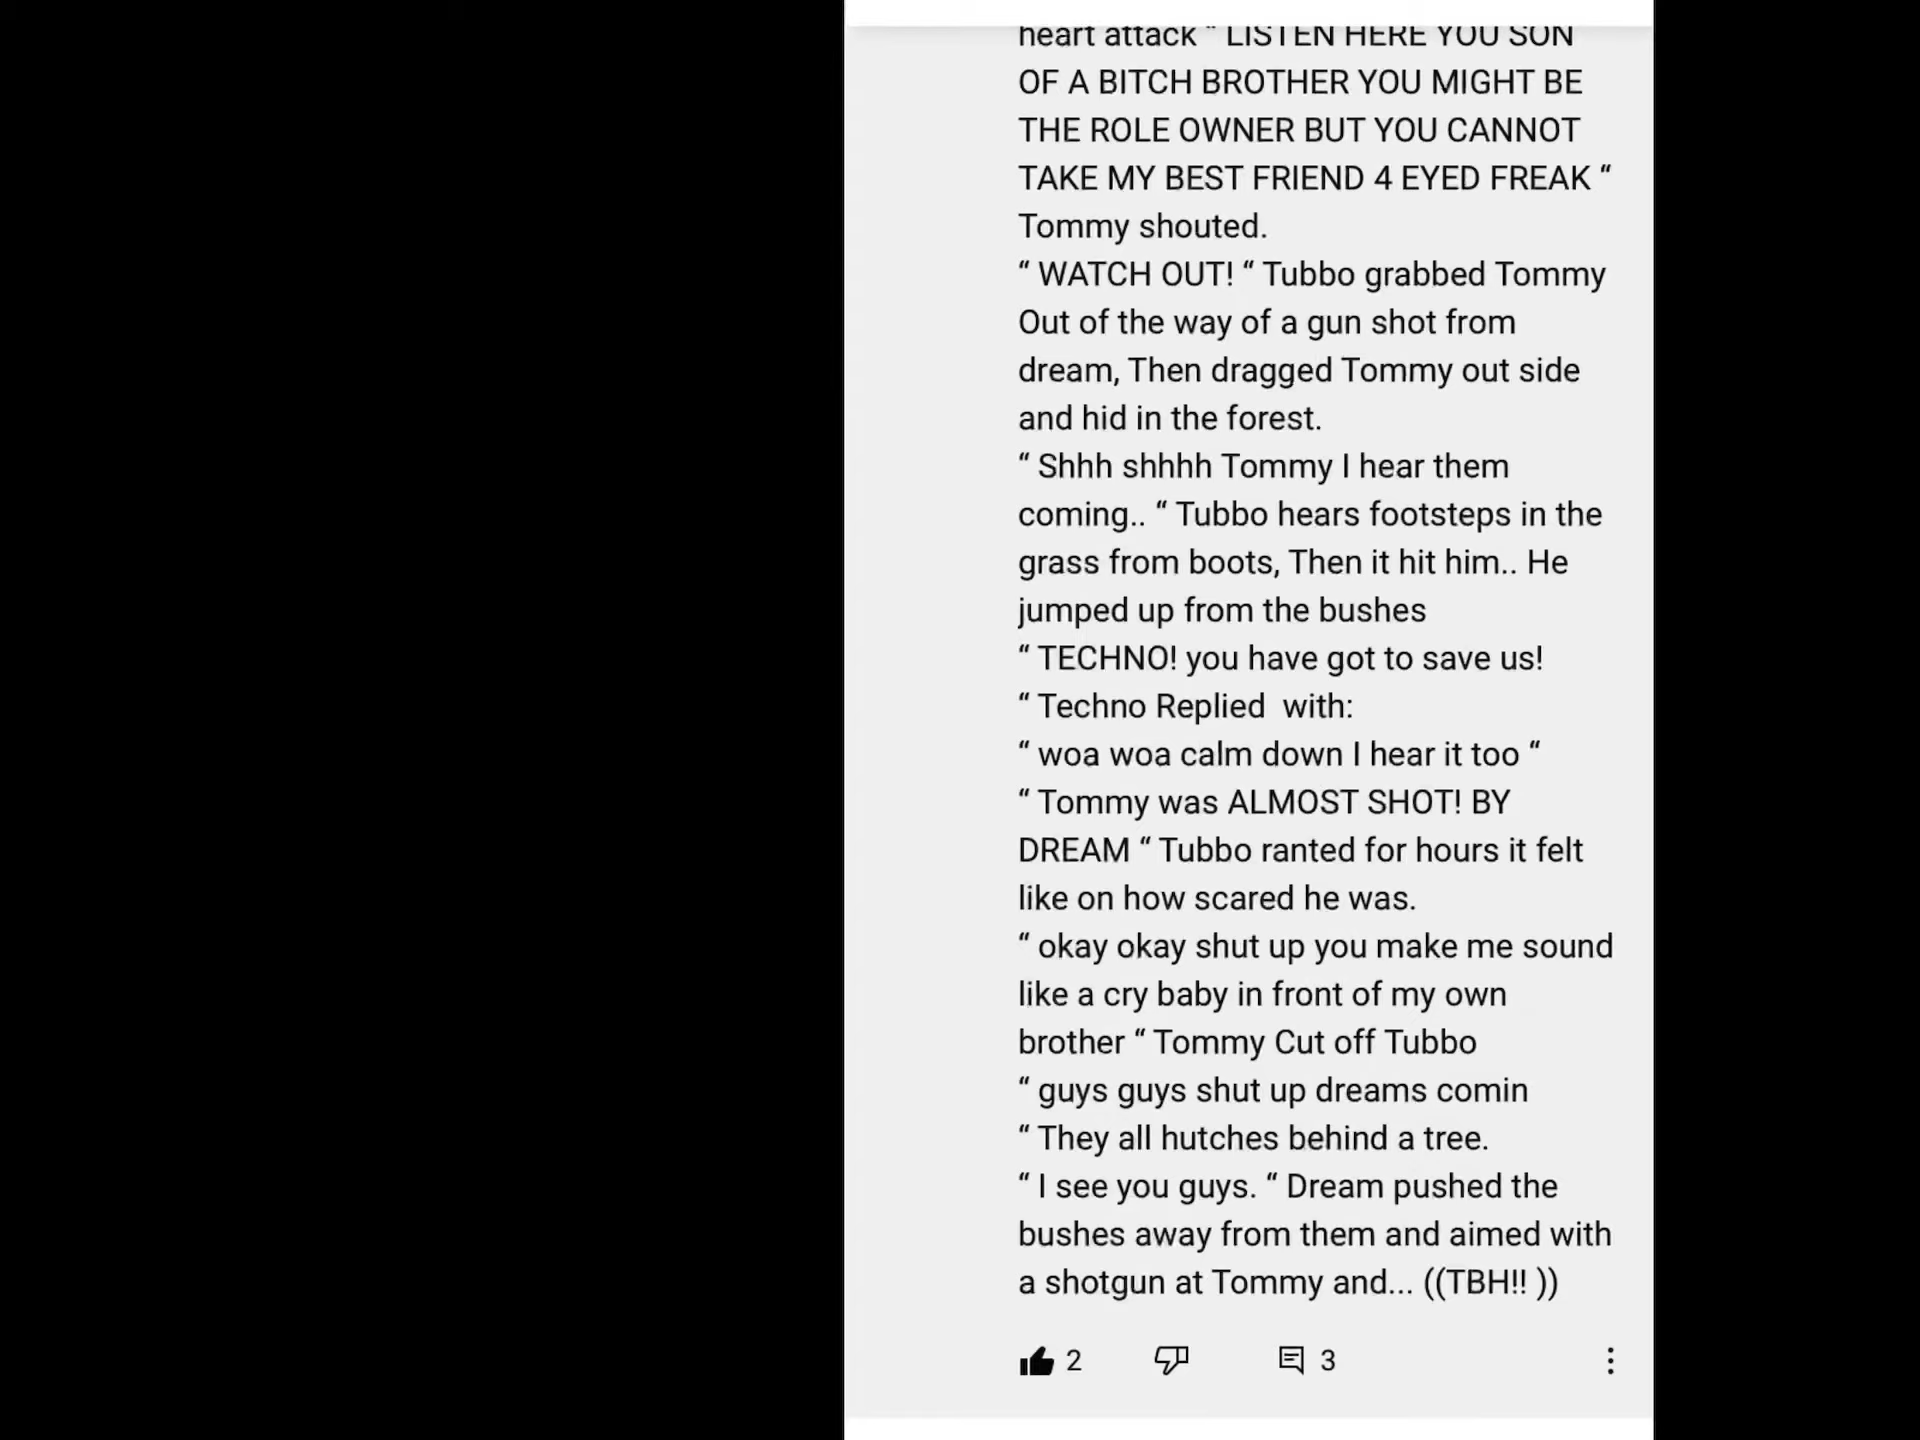 heart attack “ LISTEN HERE YOU SON
OF A BITCH BROTHER YOU MIGHT BE
THE ROLE OWNER BUT YOU CANNOT
TAKE MY BEST FRIEND 4 EYED FREAK “
Tommy shouted.
“ WATCH OUT! “ Tubbo grabbed Tommy
Out of the way of a gun shot from
dream, Then dragged Tommy out side
and hid in the forest.
“ Shhh shhhh Tommy I hear them
coming.. “ Tubbo hears footsteps in the
grass from boots, Then it hit him.. He
jumped up from the bushes
“ TECHNO! you have got to save us!
“ Techno Replied  with:
“ woa woa calm down I hear it too “
“ Tommy was ALMOST SHOT! BY
DREAM “ Tubbo ranted for hours it felt
like on how scared he was.
“ okay okay shut up you make me sound
like a cry baby in front of my own
brother “ Tommy Cut off Tubbo
“ guys guys shut up dreams comin
“ They all hutches behind a tree.
“ I see you guys. “ Dream pushed the
bushes away from them and aimed with
a shotgun at Tommy and... ((TBH!! ))
2 3